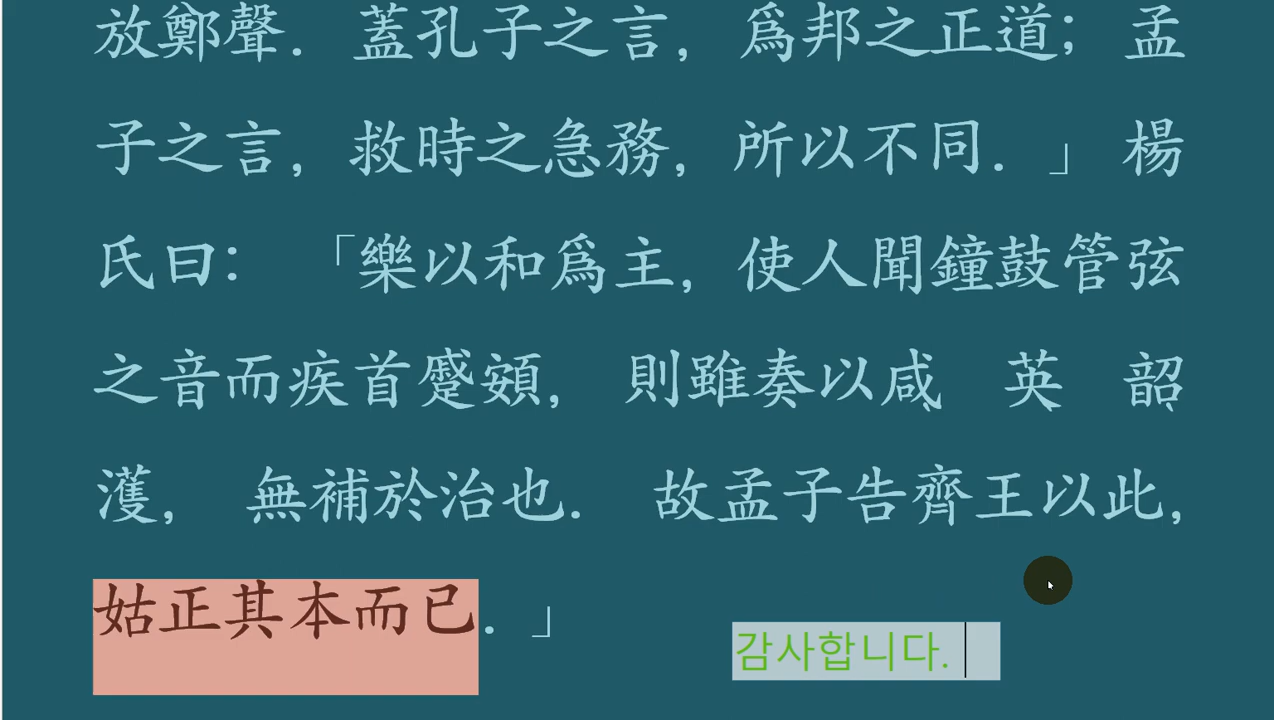 放鄭聲. 蓋孔子之言, 爲邦之正道; 孟
子之言, 救時之急務, 所以不同.」 楊
氏曰: 「樂以和爲主, 使人聞鐘鼓管弦
之音而疾首蹙頞, 則雖奏以咸、英、韶、
濩, 無補於治也. 故孟子告齊王以此,
姑正其本而已.」
감사합니다.